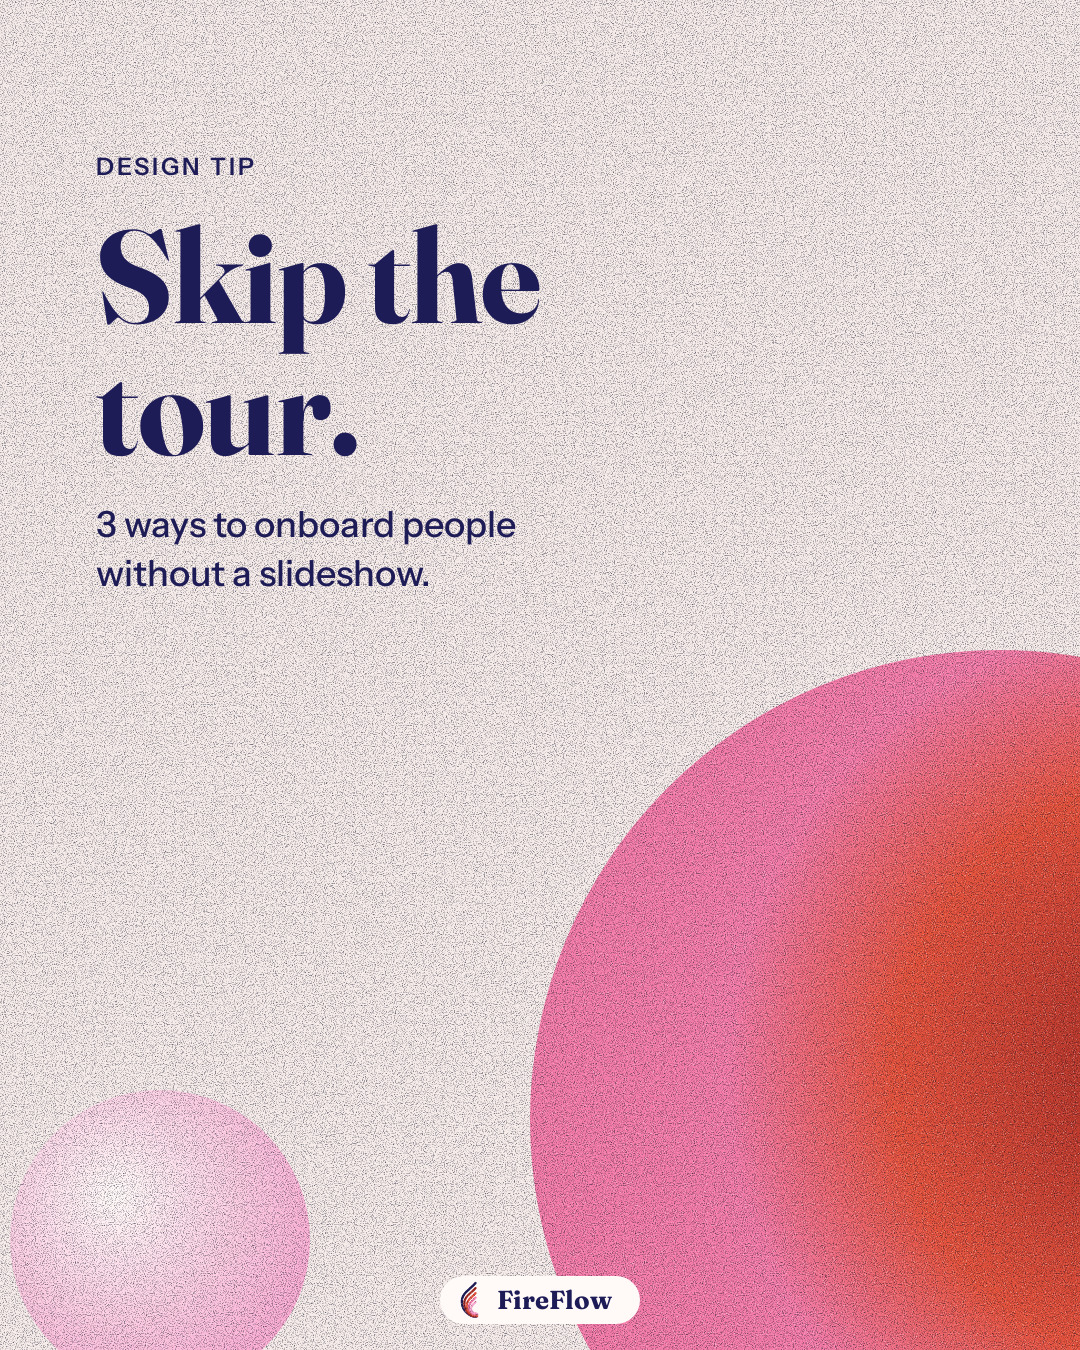 DESIGN TIP
Skip the
tour.
3 ways to onboard people
without a slideshow.
FireFlow